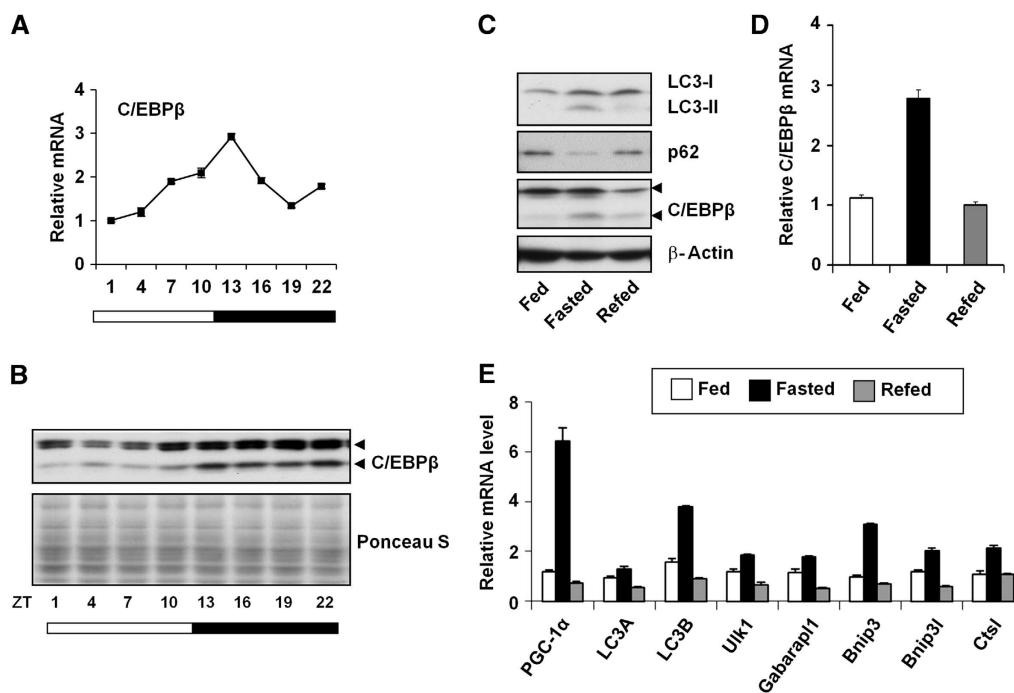 A
C/EBPβ
Relative mRNA
4
3
2
1
0
1 4 7 10 13 16 19 22
B
C/EBPβ
Ponceau S
ZT 1 4 7 10 13 16 19 22
C
LC3-I
LC3-II
p62
C/EBPβ
β-Actin
Fed Fasted Refed
D
Relative C/EBPβ mRNA
4
3
2
1
0
Fed Fasted Refed
E
Fed Fasted Refed
Relative mRNA level
8
6
4
2
0
PGC-1α LC3A LC3B Ulk1 Gabarapl1 Bnip3 Bnip3l Ctsl